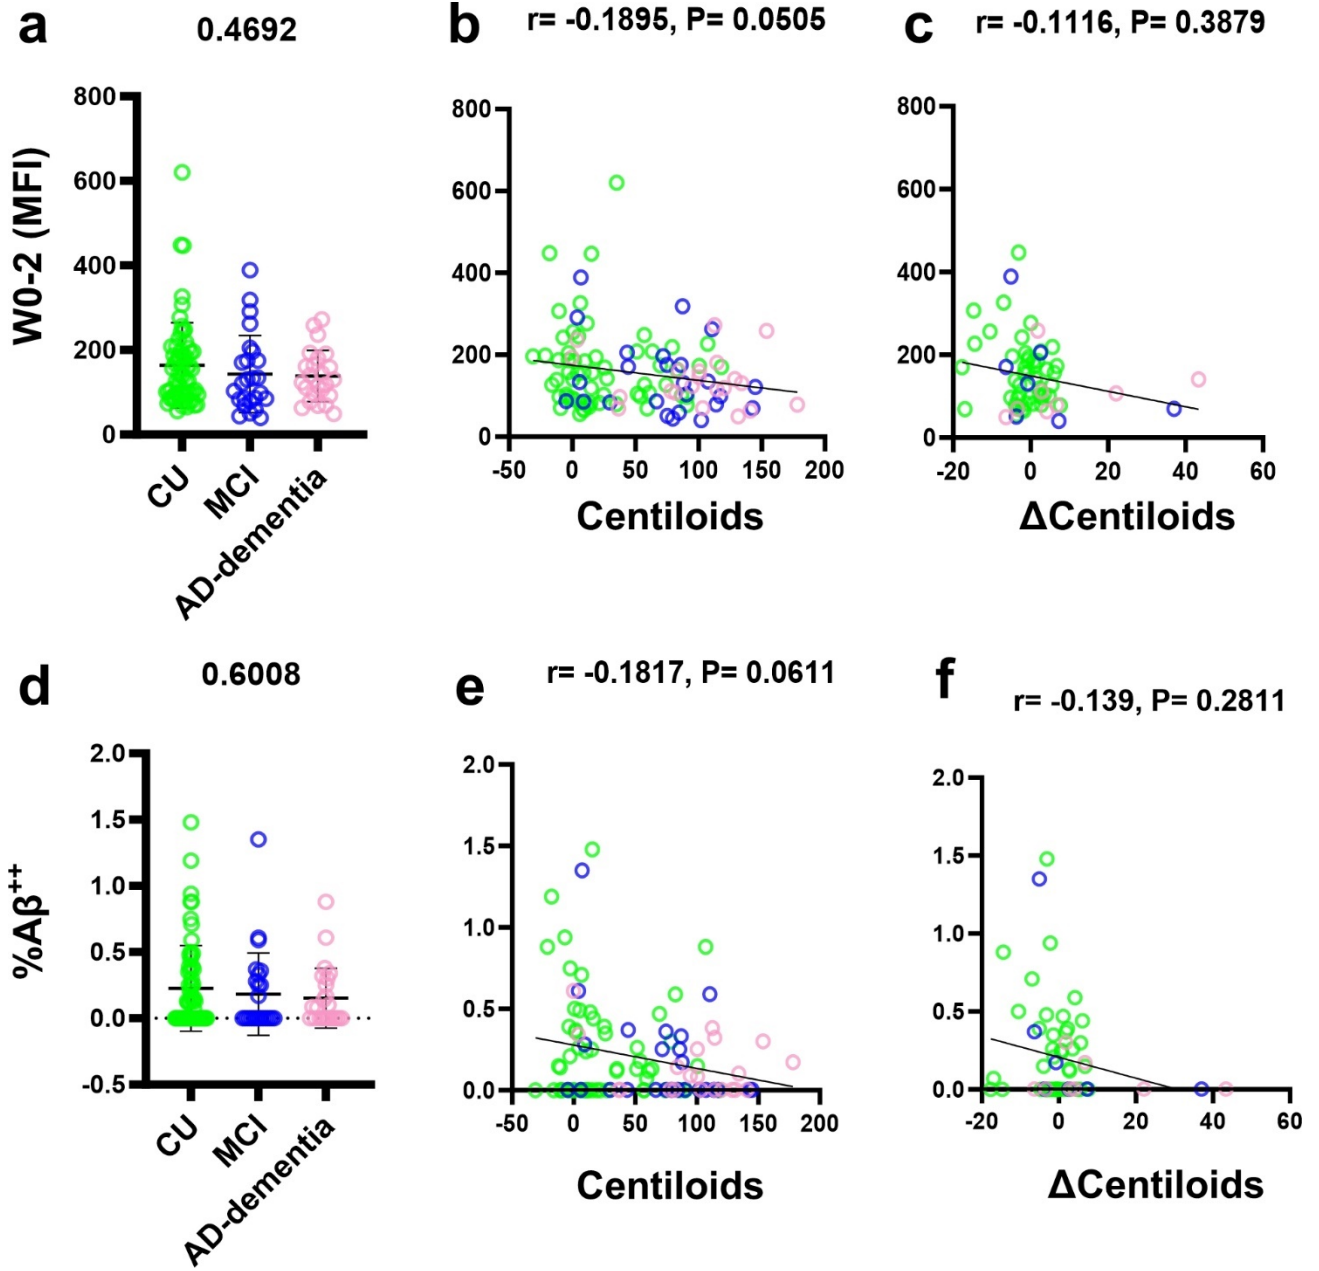 a
0.4692
W0-2 (MFI)
800
600
400
200
0
CU
MCI
AD-dementia
b
r= -0.1895, P= 0.0505
800
600
400
200
0
-50 0 50 100 150 200
Centiloids
c
r= -0.1116, P= 0.3879
800
600
400
200
0
-20 0 20 40 60
ΔCentiloids
d
0.6008
%Aβ++
2.0
1.5
1.0
0.5
0.0
-0.5
CU
MCI
AD-dementia
e
r= -0.1817, P= 0.0611
2.0
1.5
1.0
0.5
0.0
-50 0 50 100 150 200
Centiloids
f
r= -0.139, P= 0.2811
2.0
1.5
1.0
0.5
0.0
-20 0 20 40 60
ΔCentiloids